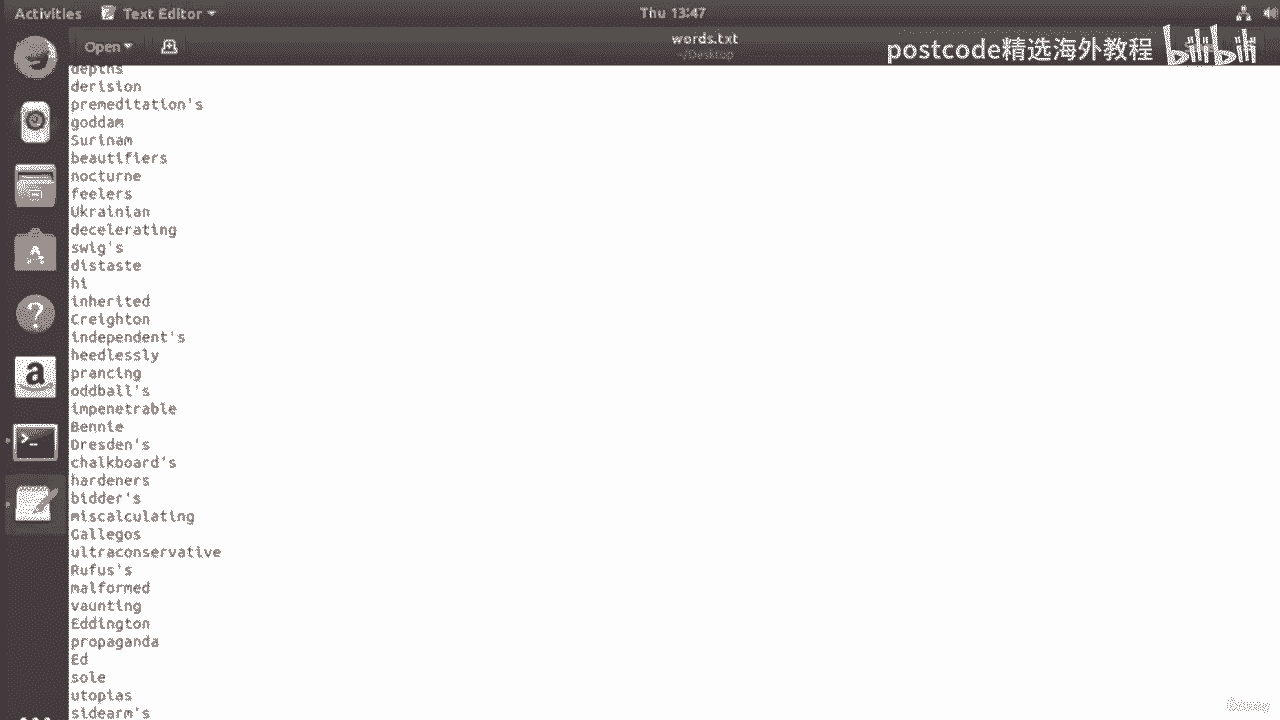 Activities Text Editor Thu 13:47
Open words.txt
~/Desktop
postcode精选海外教程 bilibili
depths
derision
premeditation's
goddam
Surinam
beautifiers
nocturne
feelers
Ukrainian
decelerating
swig's
distaste
hi
inherited
Creighton
independent's
heedlessly
prancing
oddball's
impenetrable
Bennie
Dresden's
chalkboard's
hardeners
bidder's
miscalculating
Gallegos
ultraconservative
Rufus's
malformed
vaunting
Eddington
propaganda
Ed
sole
utopias
sidearm's